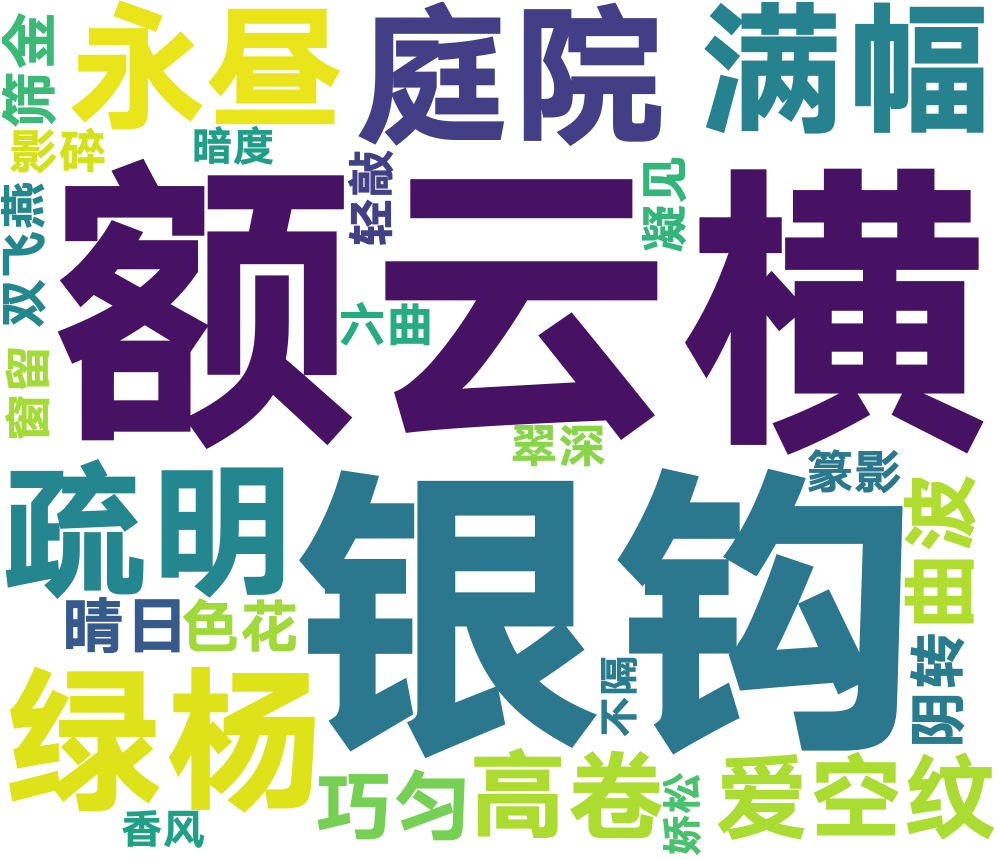 筛金
永昼
庭院
满幅
影碎
暗度
轻敲
凝见
双飞燕
额云横
六曲
窗留
翠深
篆影
疏明
银钩
曲波
晴日
色花
阴转
不隔
绿杨
巧匀
高卷
娇松
爱空纹
香风